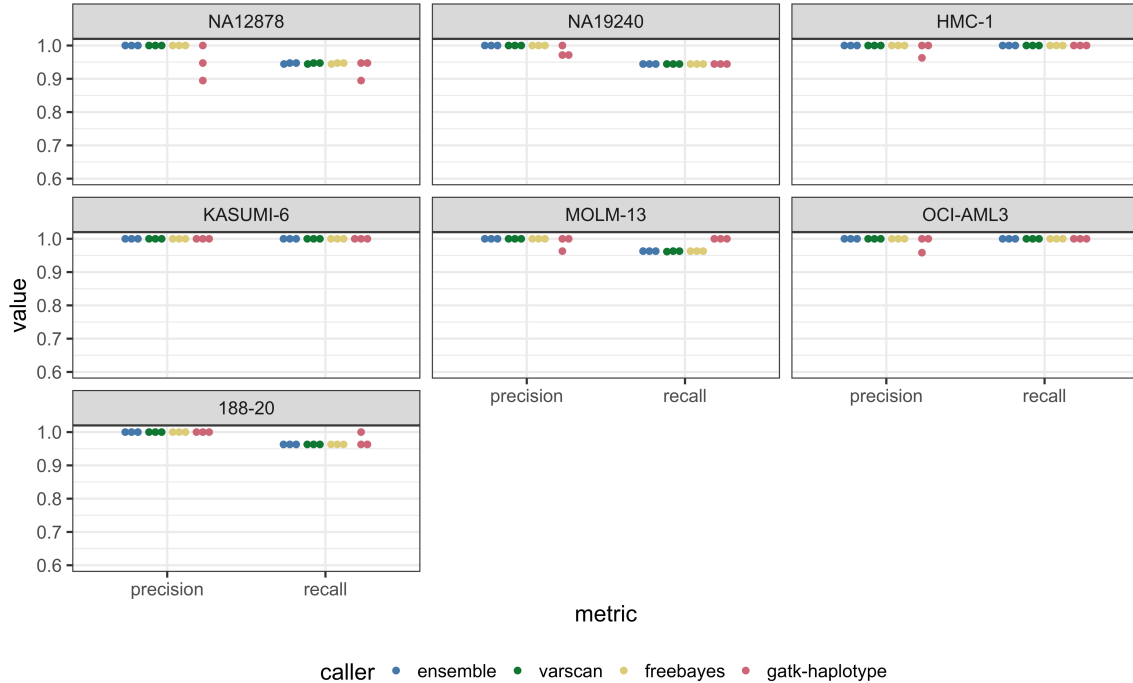 NA12878 NA19240 HMC-1
1.0
0.9
0.8
0.7
0.6
KASUMI-6 MOLM-13 OCI-AML3
1.0
0.9
0.8
0.7
0.6
value
precision recall precision recall
188-20
1.0
0.9
0.8
0.7
0.6
precision recall
metric
caller ensemble varscan freebayes gatk-haplotype